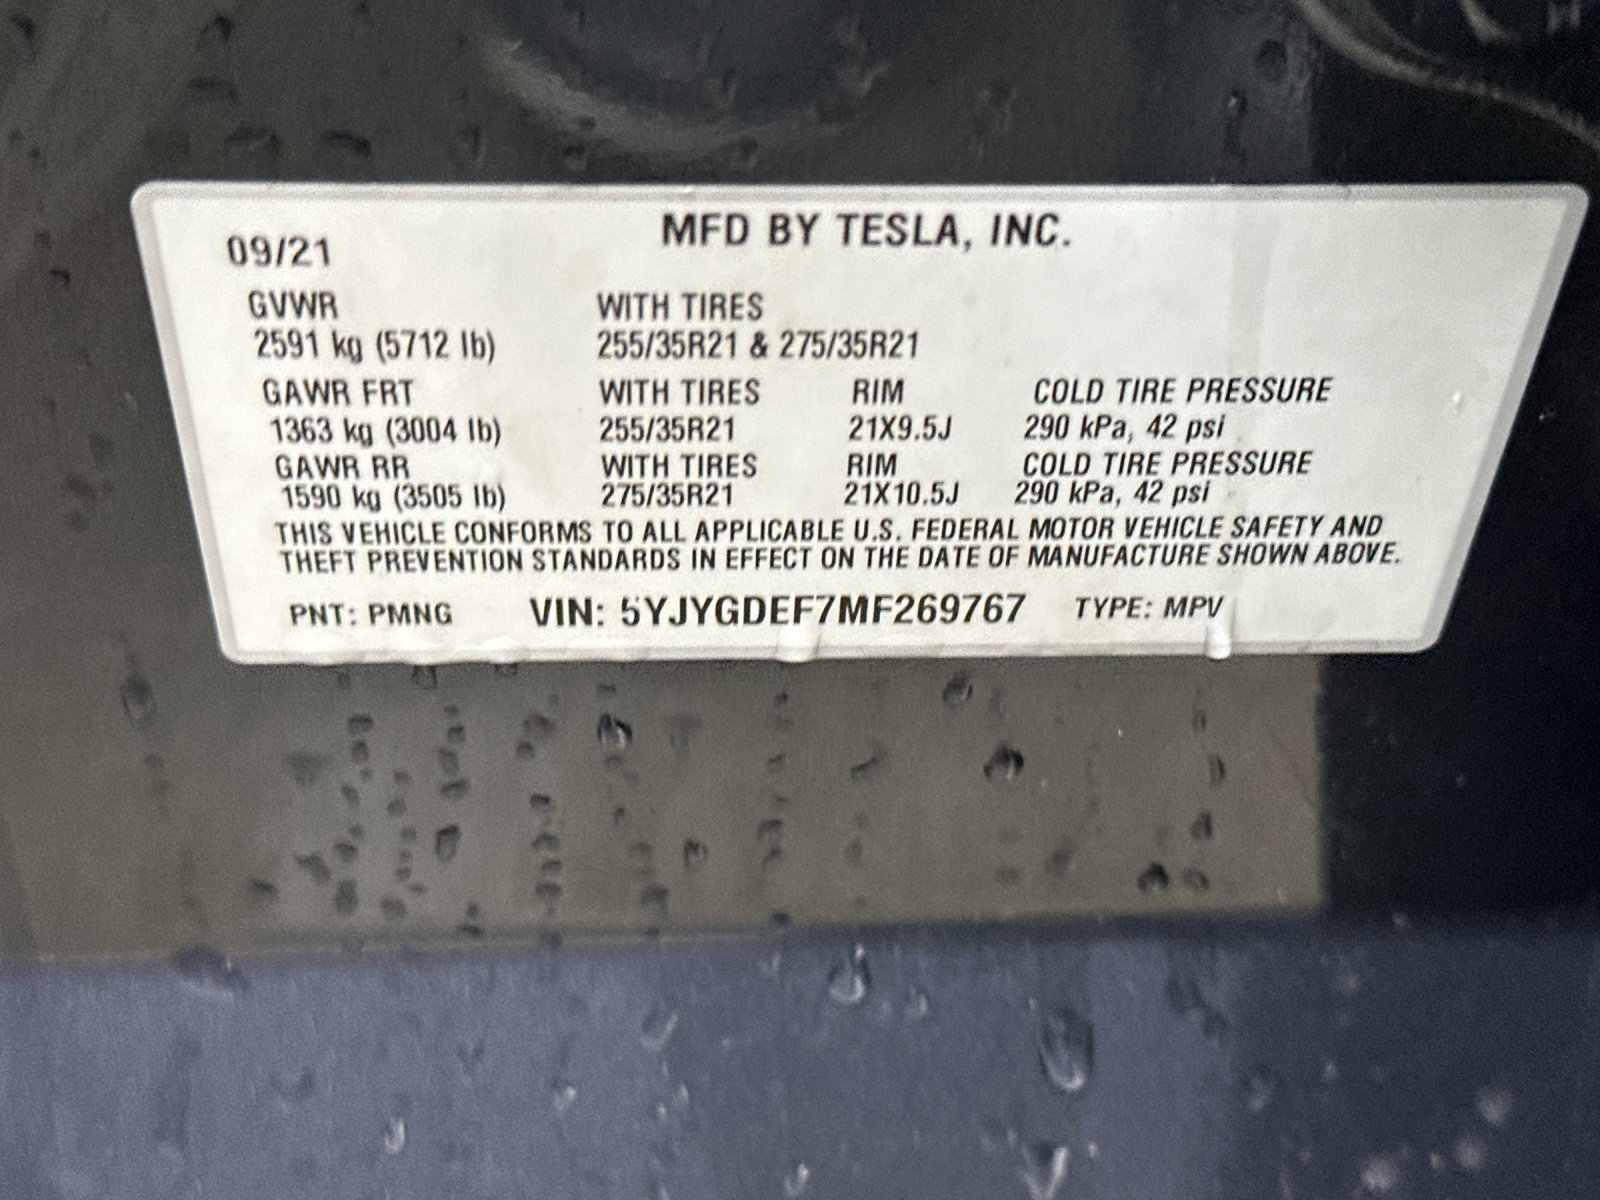 MFD BY TESLA, INC.
09/21
GVWR WITH TIRES
2591 kg (5712 lb) 255/35R21 & 275/35R21
GAWR FRT WITH TIRES RIM COLD TIRE PRESSURE
1363 kg (3004 lb) 255/35R21 21X9.5J 290 kPa, 42 psi
GAWR RR WITH TIRES RIM COLD TIRE PRESSURE
1590 kg (3505 lb) 275/35R21 21X10.5J 290 kPa, 42 psi
THIS VEHICLE CONFORMS TO ALL APPLICABLE U.S. FEDERAL MOTOR VEHICLE SAFETY AND
THEFT PREVENTION STANDARDS IN EFFECT ON THE DATE OF MANUFACTURE SHOWN ABOVE.
PNT: PMNG VIN: 5YJYGDEF7MF269767 TYPE: MPV